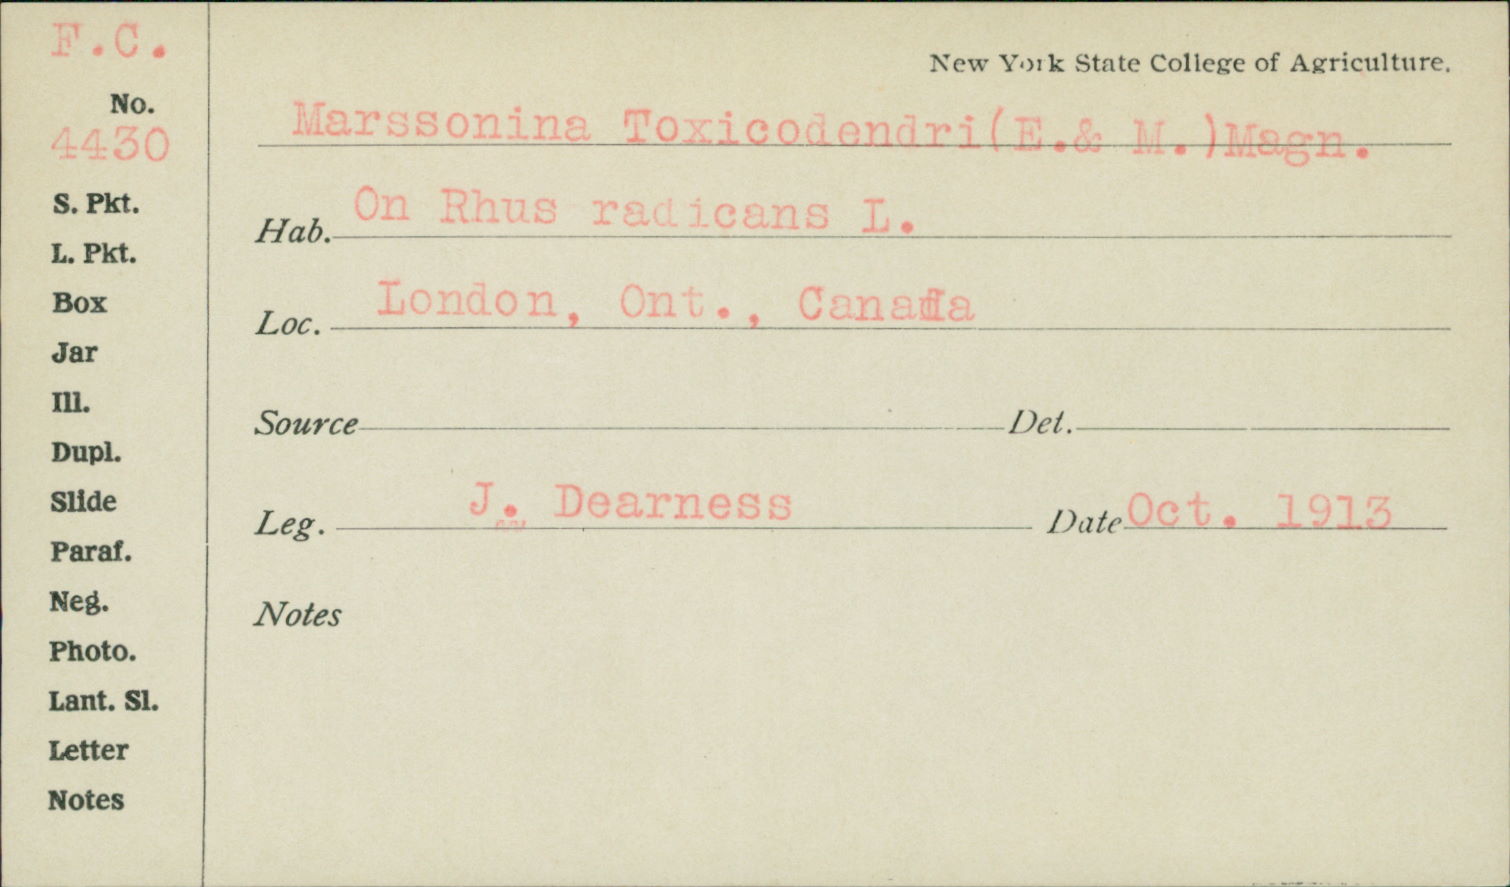 F.C.
New York State College of Agriculture.
No.
4430
Marssonina Toxicodendri(E.& M.)Magn.
S. Pkt.
Hab. On Rhus radicans L.
L. Pkt.
Box
Loc. London, Ont., Canada
Jar
Ill.
Source Det.
Dupl.
Slide
Leg. J. Dearness Date Oct. 1913
Paraf.
Neg.
Notes
Photo.
Lant. Sl.
Letter
Notes